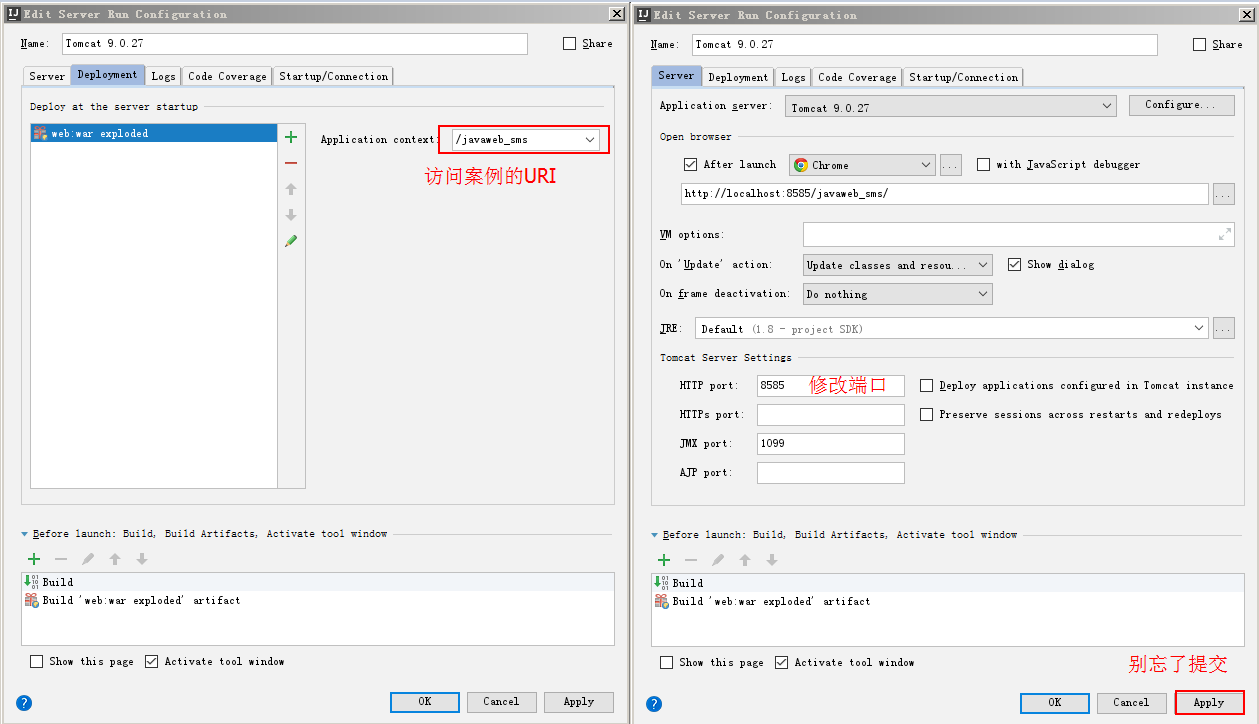 Edit Server Run Configuration
Name: Tomcat 9.0.27 Share
Server Deployment Logs Code Coverage Startup/Connection
Deploy at the server startup
web:war exploded
Application context: /javaweb_sms
访问案例的URI
Before launch: Build, Build Artifacts, Activate tool window
Build
Build 'web:war exploded' artifact
Show this page Activate tool window
? OK Cancel Apply
Edit Server Run Configuration
Name: Tomcat 9.0.27 Share
Server Deployment Logs Code Coverage Startup/Connection
Application server: Tomcat 9.0.27 Configure...
Open browser
After launch Chrome ... with JavaScript debugger
http://localhost:8585/javaweb_sms/ ...
VM options:
On 'Update' action: Update classes and resou... Show dialog
On frame deactivation: Do nothing
JRE: Default (1.8 - project SDK) ...
Tomcat Server Settings
HTTP port: 8585 修改端口 Deploy applications configured in Tomcat instance
HTTPs port: Preserve sessions across restarts and redeploys
JMX port: 1099
AJP port:
Before launch: Build, Build Artifacts, Activate tool window
Build
Build 'web:war exploded' artifact
Show this page Activate tool window
别忘了提交
? OK Cancel Apply